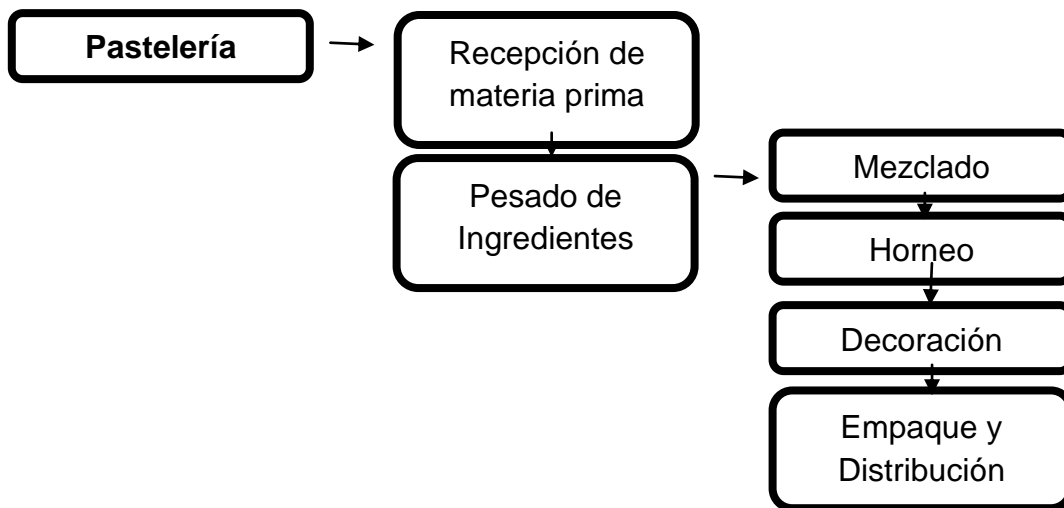 Pastelería
Recepción de
materia prima
Pesado de
Ingredientes
Mezclado
Horneo
Decoración
Empaque y
Distribución